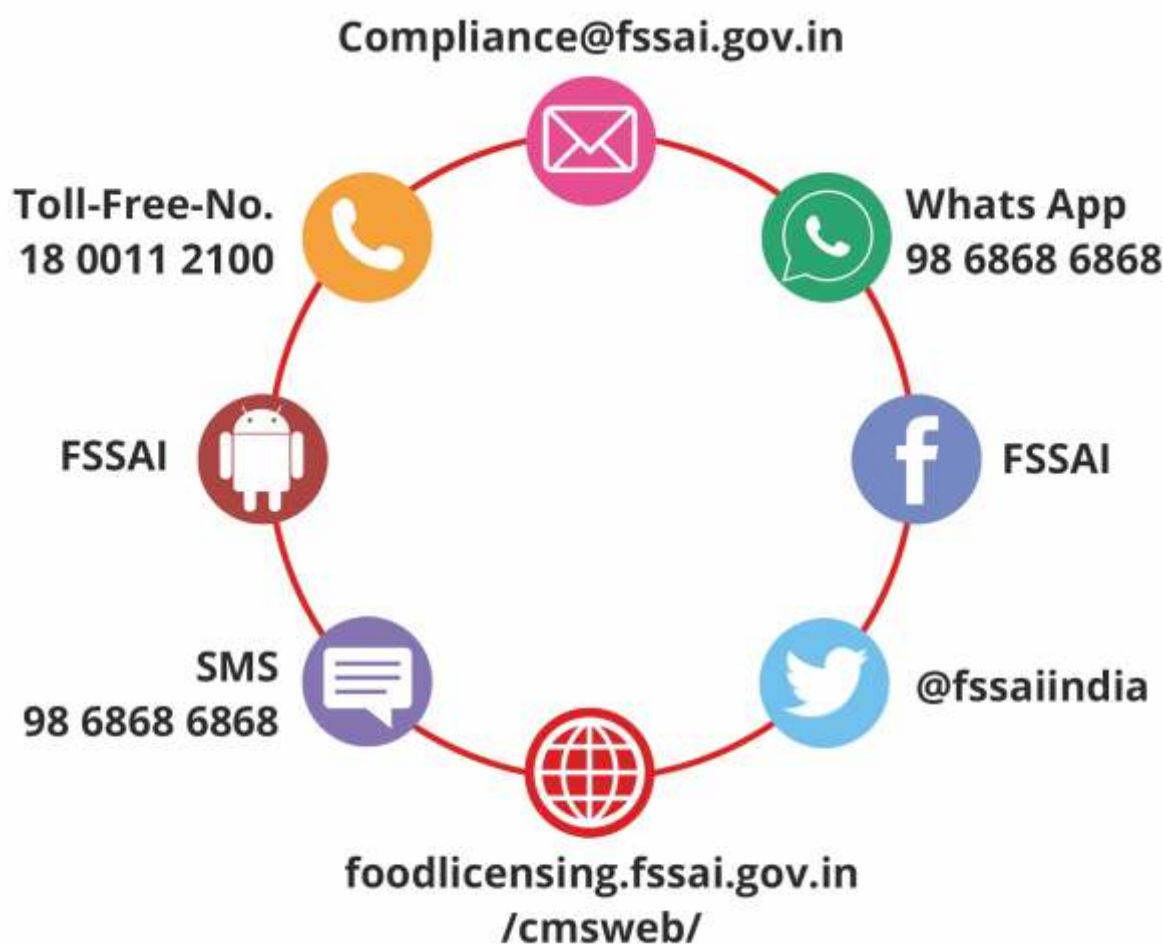 Compliance@fssai.gov.in
Toll-Free-No.
18 0011 2100
Whats App
98 6868 6868
FSSAI
FSSAI
SMS
98 6868 6868
@fssaiindia
foodlicensing.fssai.gov.in
/cmsweb/